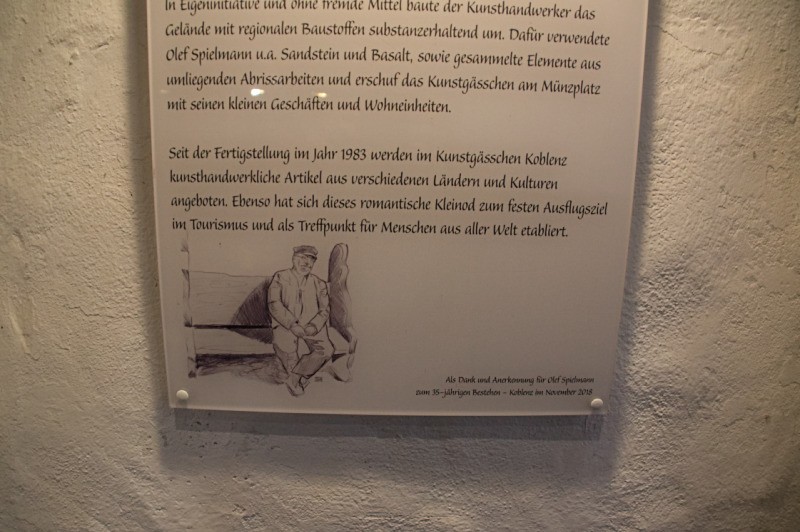 In Eigeninitiative und ohne fremde Mittel baute der Kunsthandwerker das
Gelände mit regionalen Baustoffen substanzerhaltend um. Dafür verwendete
Olef Spielmann u.a. Sandstein und Basalt, sowie gesammelte Elemente aus
umliegenden Abrissarbeiten und erschuf das Kunstgässchen am Münzplatz
mit seinen kleinen Geschäften und Wohneinheiten.
Seit der Fertigstellung im Jahr 1983 werden im Kunstgässchen Koblenz
kunsthandwerkliche Artikel aus verschiedenen Ländern und Kulturen
angeboten. Ebenso hat sich dieses romantische Kleinod zum festen Ausflugsziel
im Tourismus und als Treffpunkt für Menschen aus aller Welt etabliert.
Als Dank und Anerkennung für Olef Spielmann
zum 35-jährigen Bestehen - Koblenz im November 2018